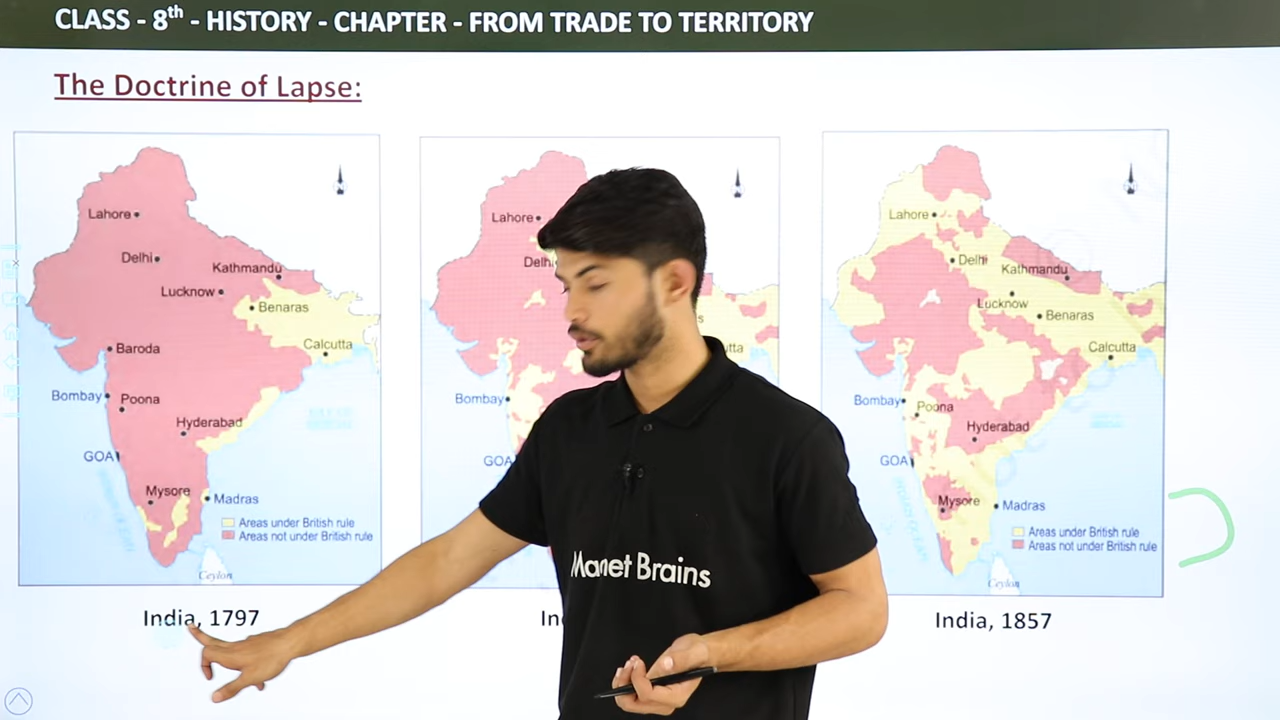 CLASS - 8th - HISTORY - CHAPTER - FROM TRADE TO TERRITORY
The Doctrine of Lapse:
Lahore
Delhi
Kathmandu
Lucknow
Benaras
Calcutta
Baroda
Bombay
Poona
Hyderabad
GOA
Mysore
Madras
Areas under British rule
Areas not under British rule
Ceylon
India, 1797
Lahore
Bombay
Lahore
Delhi
Kathmandu
Lucknow
Benaras
Calcutta
Bombay
Poona
Hyderabad
GOA
Mysore
Madras
Areas under British rule
Areas not under British rule
Ceylon
India, 1857
Magnet Brains